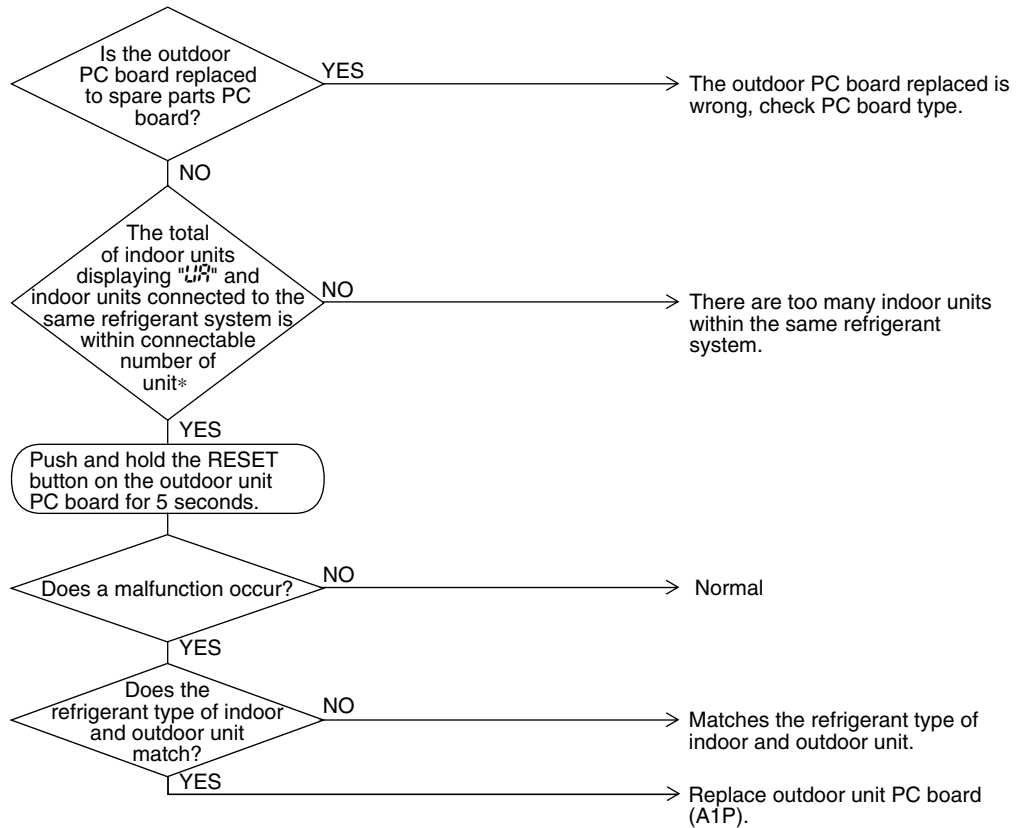 Is the outdoor
PC board replaced
to spare parts PC
board?
YES
The outdoor PC board replaced is
wrong, check PC board type.
NO
The total
of indoor units
displaying "UA" and
indoor units connected to the
same refrigerant system is
within connectable
number of
unit*
NO
There are too many indoor units
within the same refrigerant
system.
YES
Push and hold the RESET
button on the outdoor unit
PC board for 5 seconds.
Does a malfunction occur?
NO
Normal
YES
Does the
refrigerant type of indoor
and outdoor unit
match?
NO
Matches the refrigerant type of
indoor and outdoor unit.
YES
Replace outdoor unit PC board
(A1P).